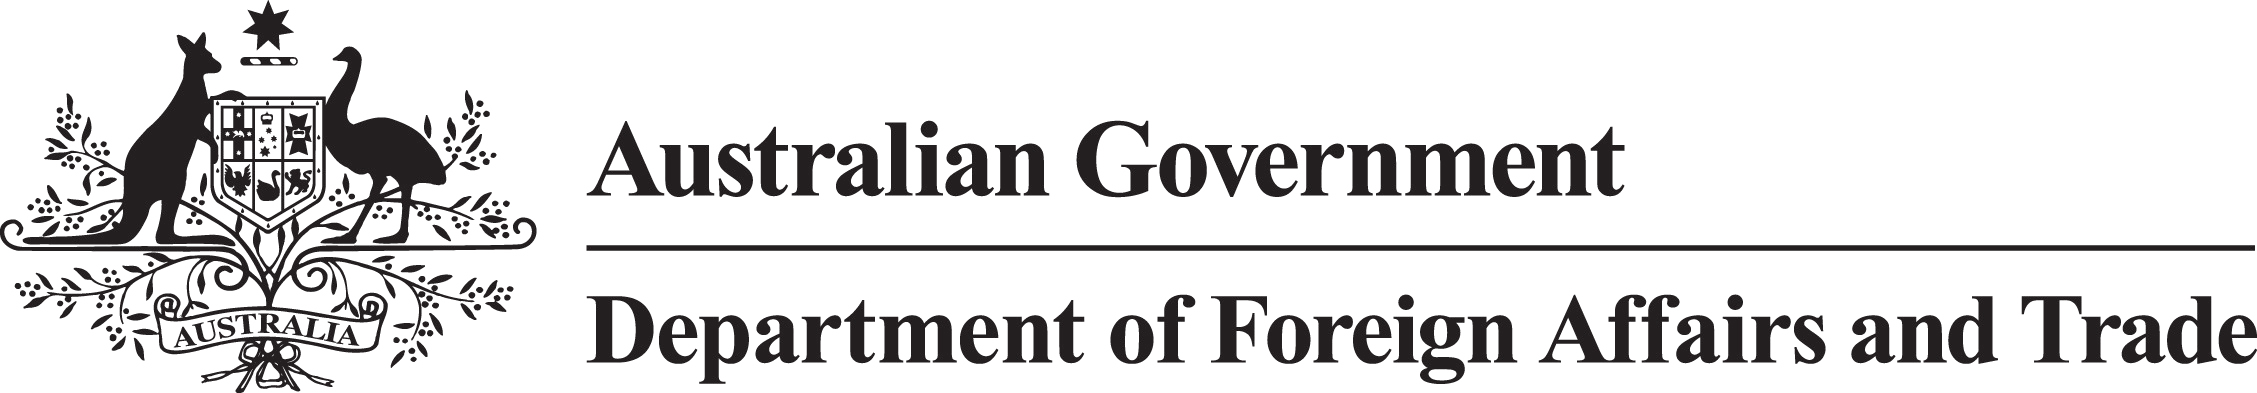 AUSTRALIA
Australian Government
Department of Foreign Affairs and Trade